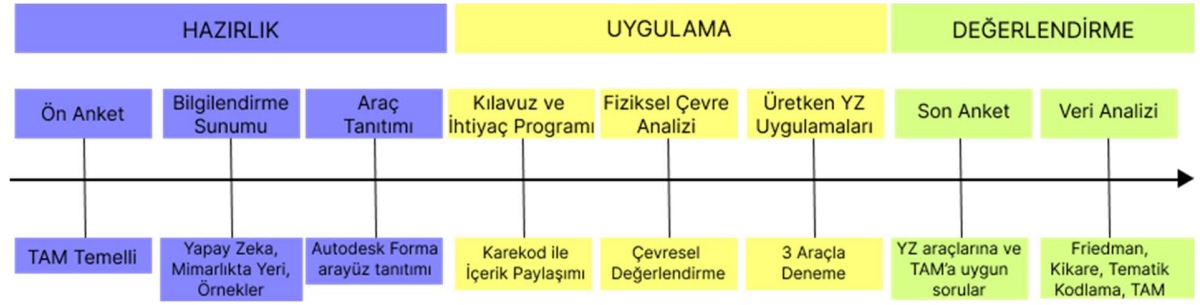 HAZIRLIK
UYGULAMA
DEĞERLENDİRME
Ön Anket
Bilgilendirme
Sunumu
Araç
Tanıtımı
Kılavuz ve
İhtiyaç Programı
Fiziksel Çevre
Analizi
Üretken YZ
Uygulamaları
Son Anket
Veri Analizi
TAM Temelli
Yapay Zeka,
Mimarlıkta Yeri,
Örnekler
Autodesk Forma
arayüz tanıtımı
Karekod ile
İçerik Paylaşımı
Çevresel
Değerlendirme
3 Araçla
Deneme
YZ araçlarına ve
TAM'a uygun
sorular
Friedman,
Kikare, Tematik
Kodlama, TAM